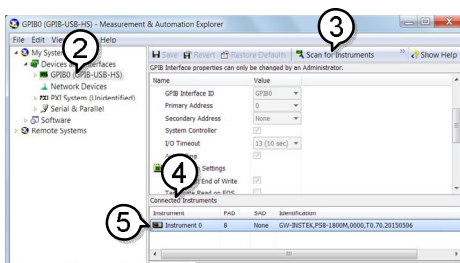 GPIB0 (GPIB-USB-HS) - Measurement & Automation Explorer
File Edit Help
3
2
My System
Save Revert Restore Defaults Scan for Instruments » Show Help
GPIB Interface properties can only be changed by an Administrator.
GPIB0 (GPIB-USB-HS)
Name Value
Network Devices
GPIB Interface ID GPIB0
PXI System (Unidentified)
Primary Address 0
Serial & Parallel
Secondary Address None
Software
System Controller
Remote Systems
I/O Timeout 13 (10 sec)
Settings
4
End of Write
Terminate Read on EOS
Connected Instruments
Instrument PAD SAD Identification
5
Instrument 0 8 None GW-INSTEK,PSB-1800M,0000,T0.70.20150506